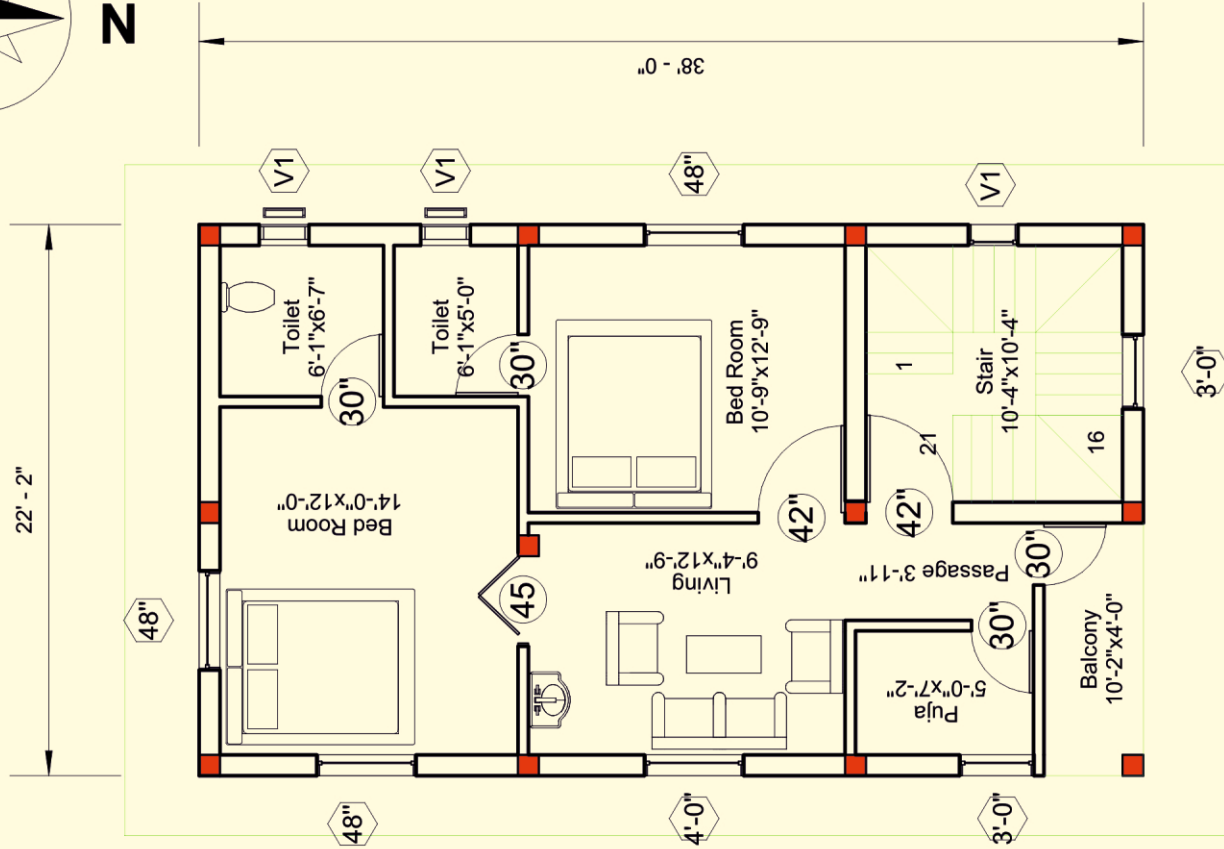 N
38' - 0"
22' - 2"
V1
V1
48"
V1
Toilet
6'-1"x6'-7"
Toilet
6'-1"x5'-0"
30"
30"
Bed Room
10'-9"x12'-9"
1
Stair
10'-4"x10'-4"
21
16
3'-0"
Bed Room
14'-0"x12'-0"
42"
42"
48"
45
Living
9'-4"x12'-9"
Passage 3'-11"
30"
30"
Puja
5'-0"x7'-2"
Balcony
10'-2"x4'-0"
48"
4'-0"
3'-0"